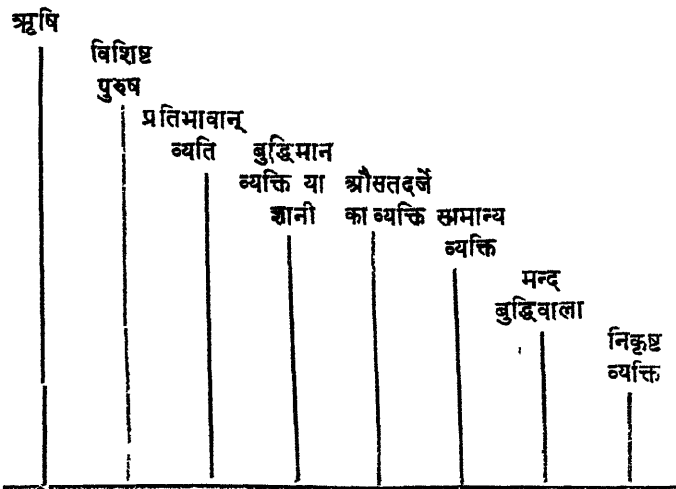 ऋषि
विशिष्ट
पुरुष
प्रतिभावान्
व्यति
बुद्धिमान
व्यक्ति या
ज्ञानी
औसतदर्जे
का व्यक्ति
सामान्य
व्यक्ति
मन्द
बुद्धिवाला
निकृष्ट
व्यक्ति